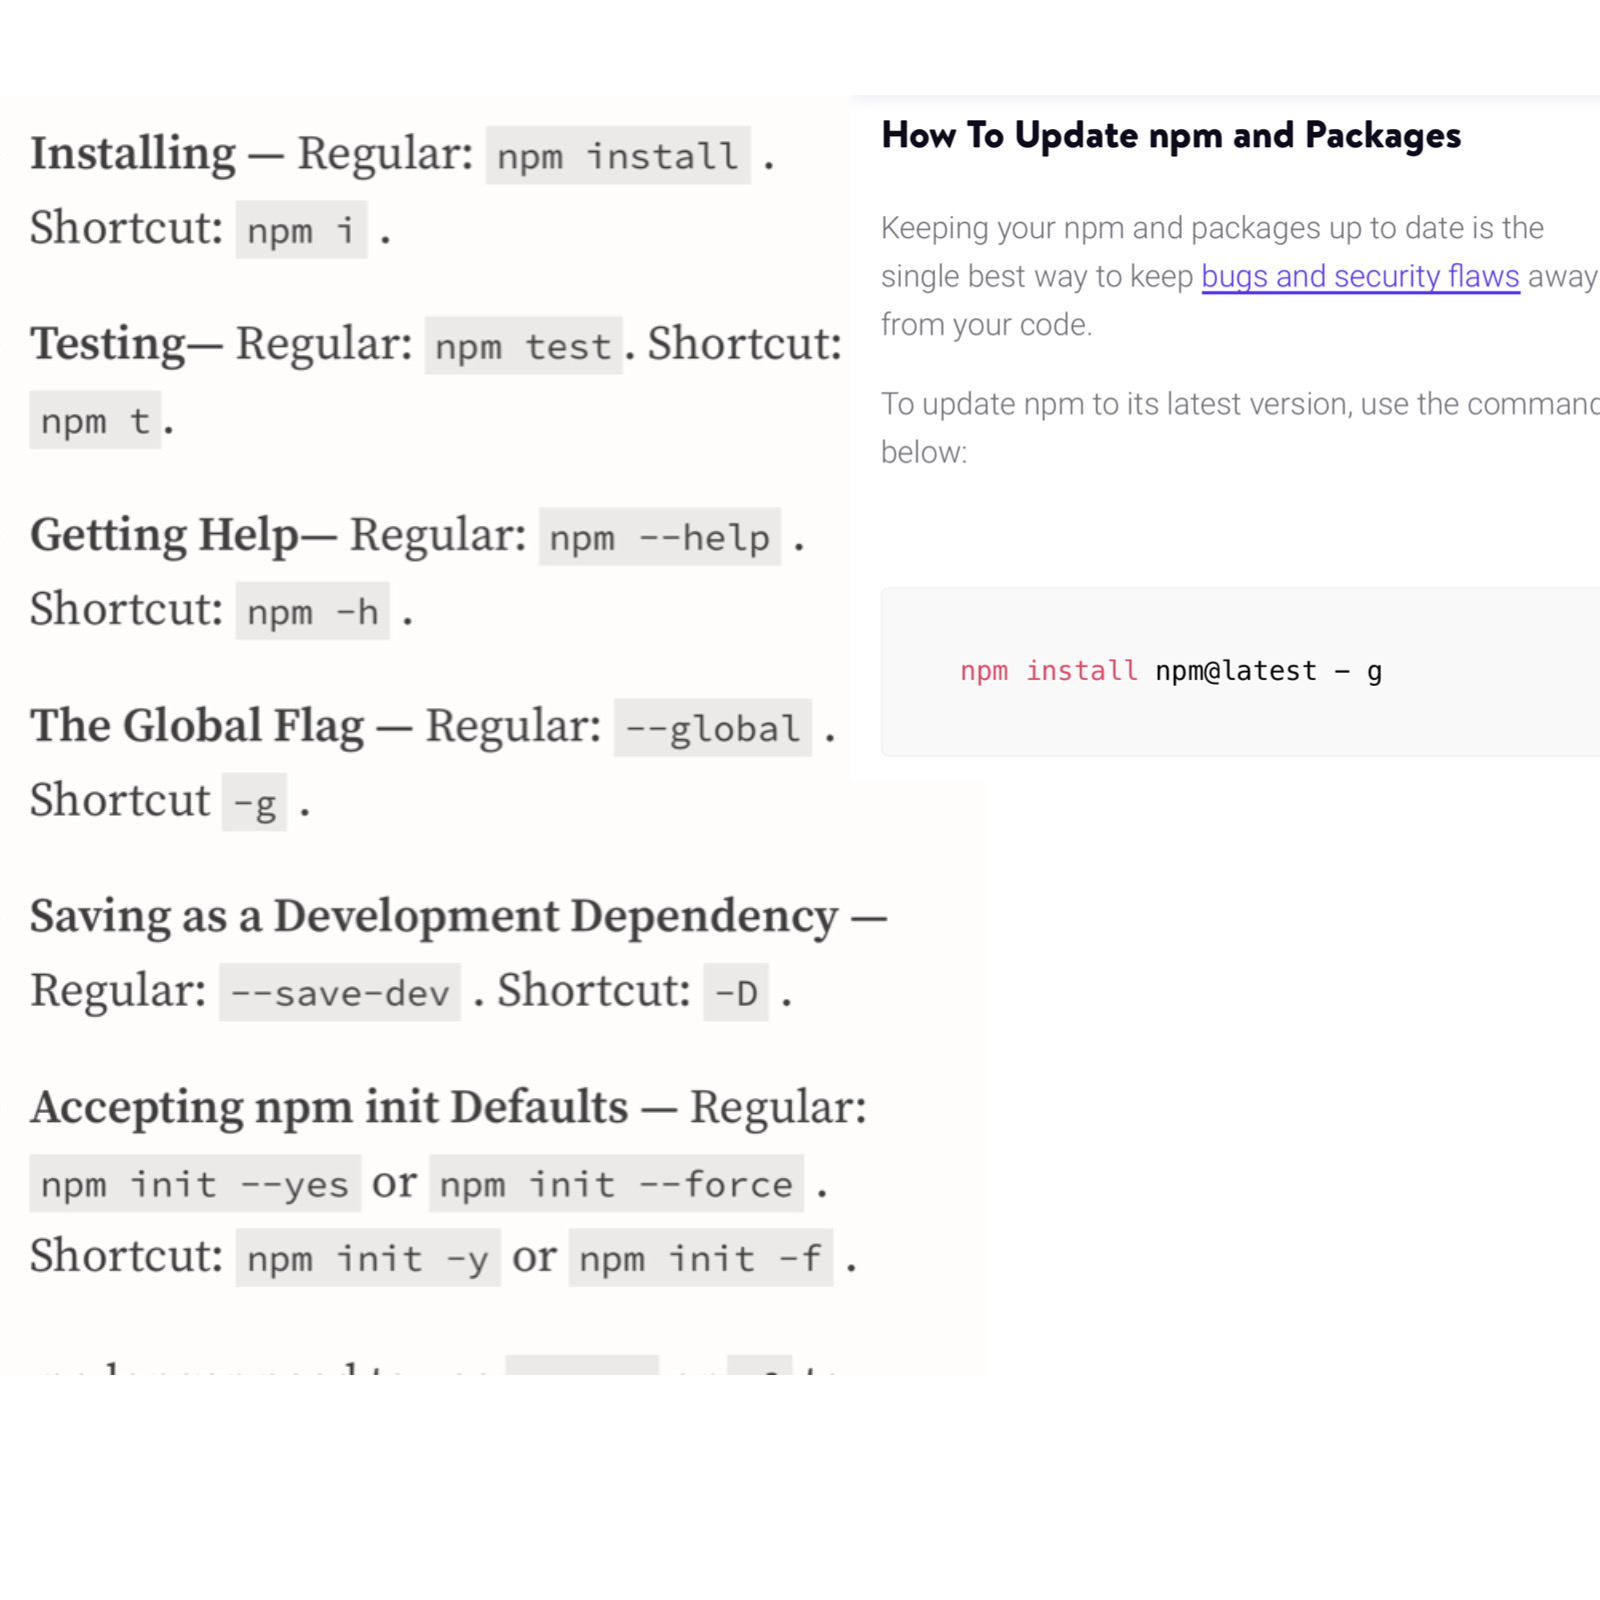 Installing — Regular: npm install .
Shortcut: npm i .
Testing— Regular: npm test. Shortcut:
npm t.
Getting Help— Regular: npm --help .
Shortcut: npm -h .
The Global Flag — Regular: --global .
Shortcut -g .
Saving as a Development Dependency —
Regular: --save-dev . Shortcut: -D .
Accepting npm init Defaults — Regular:
npm init --yes or npm init --force .
Shortcut: npm init -y or npm init -f .
How To Update npm and Packages
Keeping your npm and packages up to date is the
single best way to keep bugs and security flaws away
from your code.
To update npm to its latest version, use the command
below:
npm install npm@latest - g